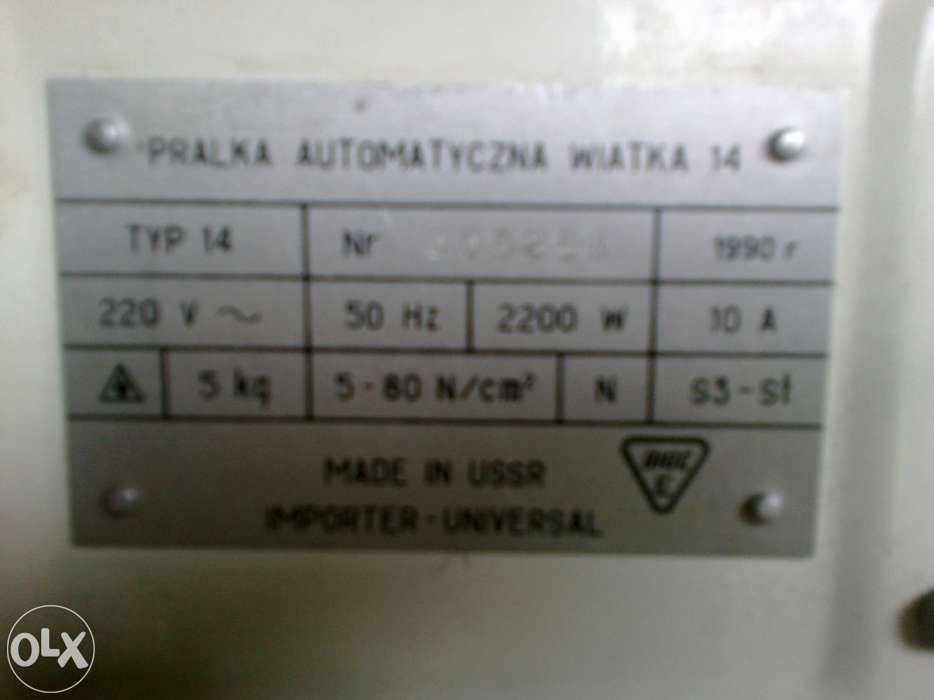 PRALKA AUTOMATYCZNA WIATKA 14
TYP 14 Nr 1990 r
220 V ~ 50 Hz 2200 W 10 A
5 kg 5-80 N/cm² N S3-St
MADE IN USSR
IMPORTER-UNIVERSAL
OLX